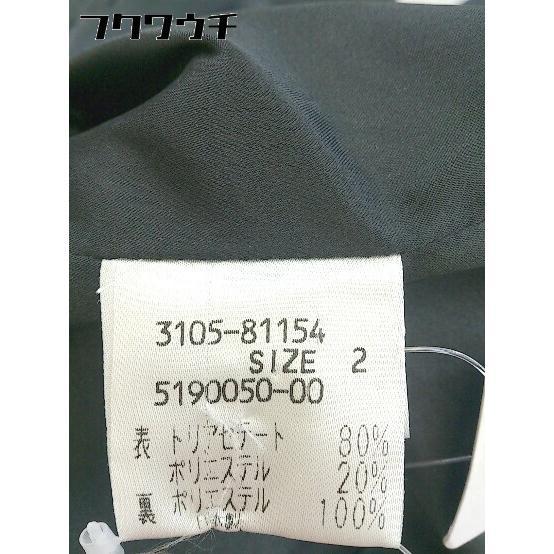 フクワウチ
3105-81154
SIZE 2
5190050-00
表 トリアセテート 80%
ポリエステル 20%
裏 ポリエステル 100%